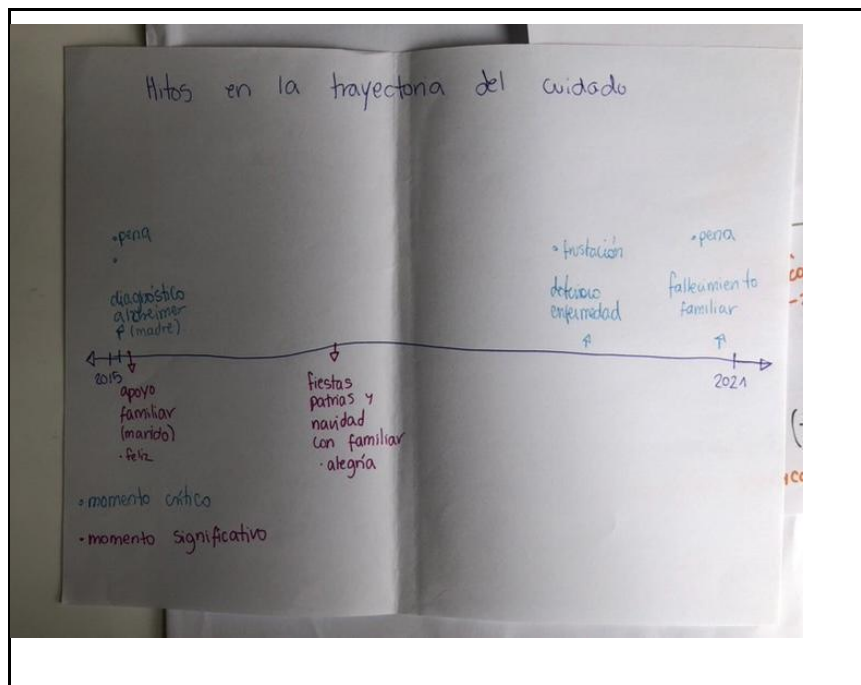 Hitos en la trayectoria del cuidado
• pena
•
diagnóstico
alzheimer
(madre)
• frustación
deterioro
enfermedad
• pena
fallecimiento
familiar
2015
2021
apoyo
familiar
(marido)
• feliz
fiestas
patrias y
navidad
con familiar
• alegría
• momento crítico
• momento significativo